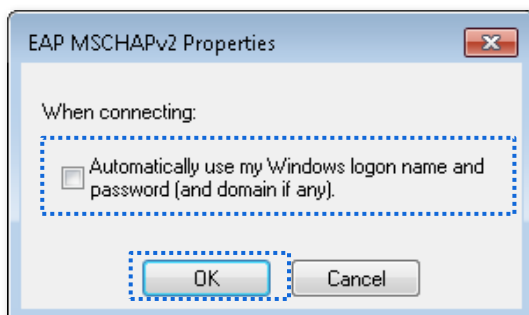 EAP MSCHAPv2 Properties
When connecting:
Automatically use my Windows logon name and
password (and domain if any).
OK
Cancel